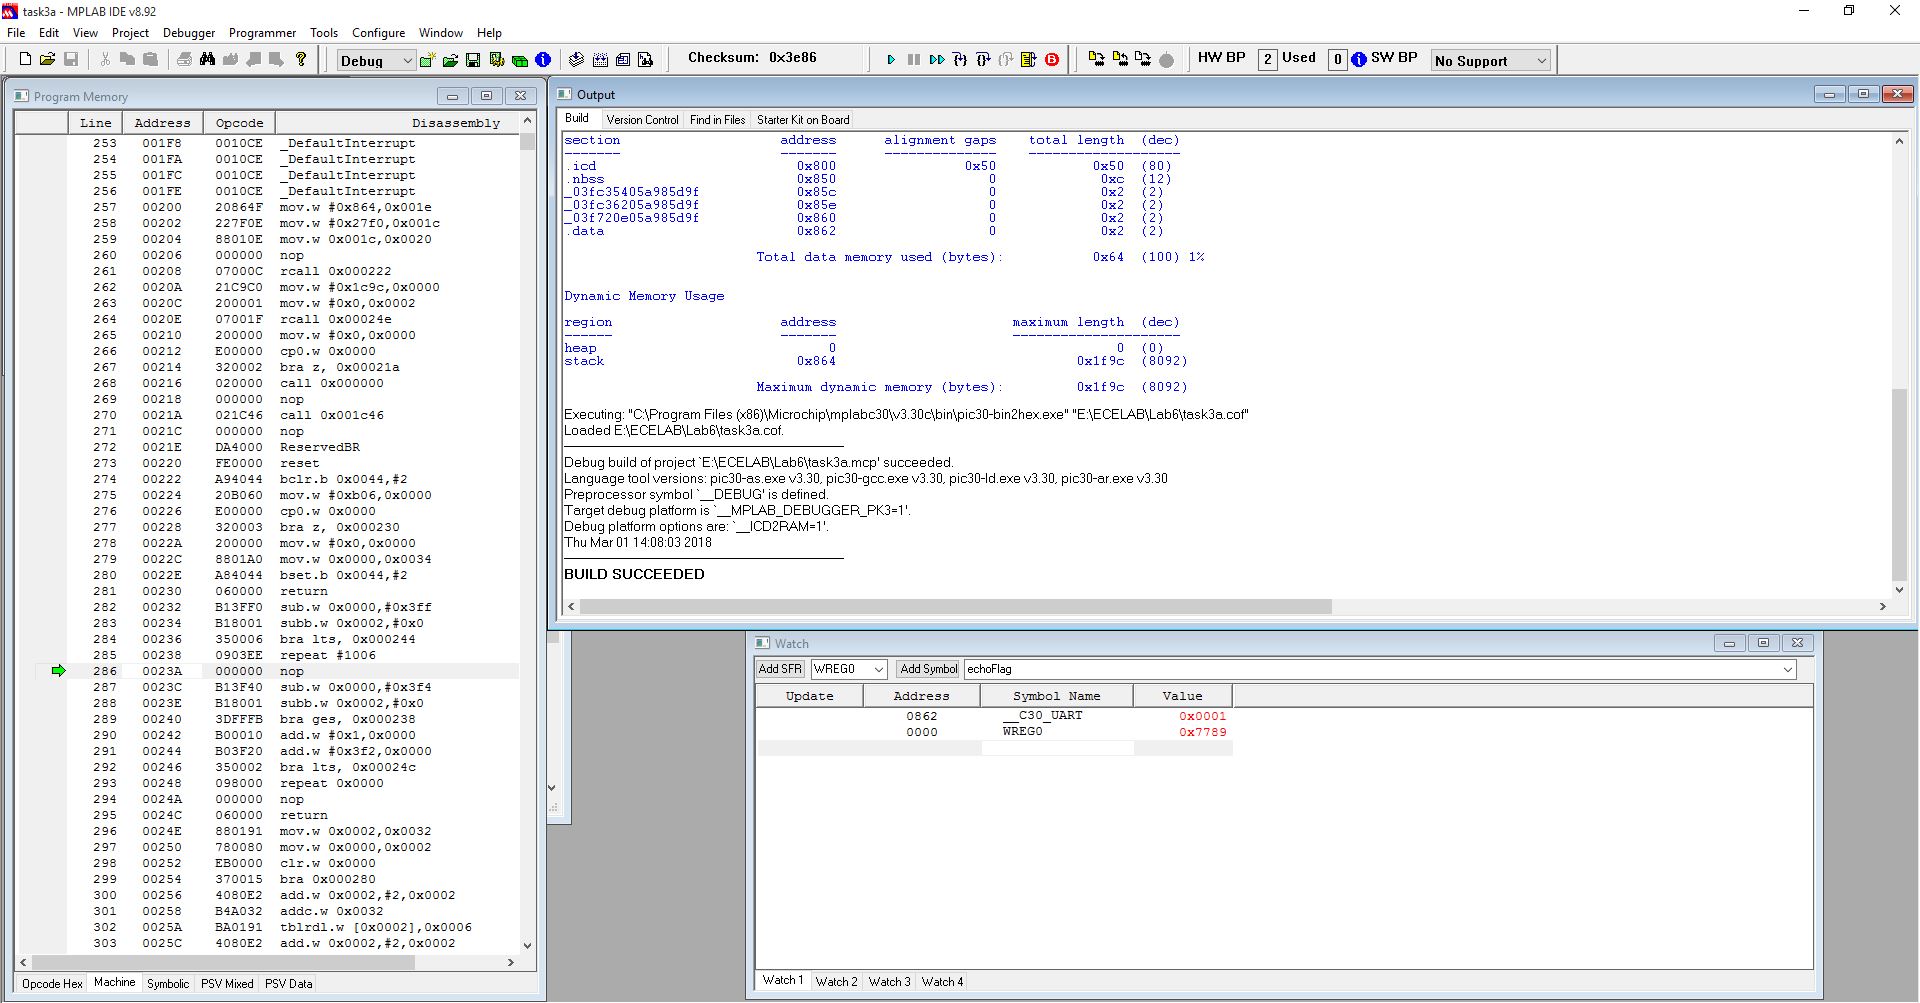 task3a - MPLAB IDE v8.92
File Edit View Project Debugger Programmer Tools Configure Window Help
Debug Checksum: 0x3e86 HW BP 2 Used 0 SW BP No Support
Program Memory
Line Address Opcode Disassembly
253 001F8 0010CE _DefaultInterrupt
254 001FA 0010CE _DefaultInterrupt
255 001FC 0010CE _DefaultInterrupt
256 001FE 0010CE _DefaultInterrupt
257 00200 20864F mov.w #0x864,0x001e
258 00202 227F0E mov.w #0x27f0,0x001c
259 00204 88010E mov.w 0x001c,0x0020
260 00206 000000 nop
261 00208 07000C rcall 0x000222
262 0020A 21C9C0 mov.w #0x1c9c,0x0000
263 0020C 200001 mov.w #0x0,0x0002
264 0020E 07001F rcall 0x00024e
265 00210 200000 mov.w #0x0,0x0000
266 00212 E00000 cp0.w 0x0000
267 00214 320002 bra z, 0x00021a
268 00216 020000 call 0x000000
269 00218 000000 nop
270 0021A 021C46 call 0x001c46
271 0021C 000000 nop
272 0021E DA4000 ReservedBR
273 00220 FE0000 reset
274 00222 A94044 bclr.b 0x0044,#2
275 00224 20B060 mov.w #0xb06,0x0000
276 00226 E00000 cp0.w 0x0000
277 00228 320003 bra z, 0x000230
278 0022A 200000 mov.w #0x0,0x0000
279 0022C 8801A0 mov.w 0x0000,0x0034
280 0022E A84044 bset.b 0x0044,#2
281 00230 060000 return
282 00232 B13FF0 sub.w 0x0000,#0x3ff
283 00234 B18001 subb.w 0x0002,#0x0
284 00236 350006 bra lts, 0x000244
285 00238 0903EE repeat #1006
286 0023A 000000 nop
287 0023C B13F40 sub.w 0x0000,#0x3f4
288 0023E B18001 subb.w 0x0002,#0x0
289 00240 3DFFFB bra ges, 0x000238
290 00242 B00010 add.w #0x1,0x0000
291 00244 B03F20 add.w #0x3f2,0x0000
292 00246 350002 bra lts, 0x00024c
293 00248 098000 repeat 0x0000
294 0024A 000000 nop
295 0024C 060000 return
296 0024E 880191 mov.w 0x0002,0x0032
297 00250 780080 mov.w 0x0000,0x0002
298 00252 EB0000 clr.w 0x0000
299 00254 370015 bra 0x000280
300 00256 4080E2 add.w 0x0002,#2,0x0002
301 00258 B4A032 addc.w 0x0032
302 0025A BA0191 tblrdl.w [0x0002],0x0006
303 0025C 4080E2 add.w 0x0002,#2,0x0002
Opcode Hex Machine Symbolic PSV Mixed PSV Data
Output
Build Version Control Find in Files Starter Kit on Board
section address alignment gaps total length (dec)
------- ------- -------------- -------------------
.icd 0x800 0x50 0x50 (80)
.nbss 0x850 0 0xc (12)
_03fc35405a985d9f 0x85c 0 0x2 (2)
_03fc36205a985d9f 0x85e 0 0x2 (2)
_03f720e05a985d9f 0x860 0 0x2 (2)
.data 0x862 0 0x2 (2)
Total data memory used (bytes): 0x64 (100) 1%
Dynamic Memory Usage
region address maximum length (dec)
------ ------- ---------------------
heap 0 0 (0)
stack 0x864 0x1f9c (8092)
Maximum dynamic memory (bytes): 0x1f9c (8092)
Executing: "C:\Program Files (x86)\Microchip\mplabc30\v3.30c\bin\pic30-bin2hex.exe" "E:\ECELAB\Lab6\task3a.cof"
Loaded E:\ECELAB\Lab6\task3a.cof.
Debug build of project `E:\ECELAB\Lab6\task3a.mcp' succeeded.
Language tool versions: pic30-as.exe v3.30, pic30-gcc.exe v3.30, pic30-ld.exe v3.30, pic30-ar.exe v3.30
Preprocessor symbol `__DEBUG' is defined.
Target debug platform is `__MPLAB_DEBUGGER_PK3=1'.
Debug platform options are: `__ICD2RAM=1'.
Thu Mar 01 14:08:03 2018
BUILD SUCCEEDED
Watch
Add SFR WREG0 Add Symbol echoFlag
Update Address Symbol Name Value
0862 __C30_UART 0x0001
0000 WREG0 0x7789
Watch 1 Watch 2 Watch 3 Watch 4